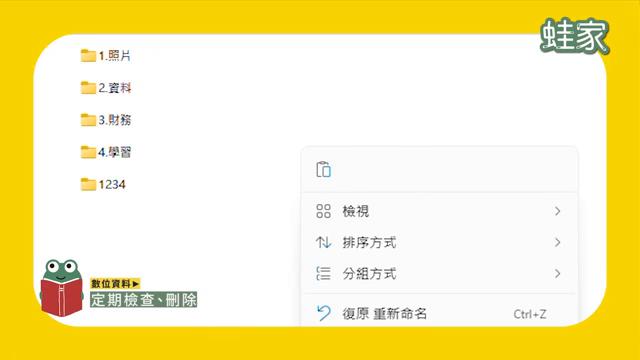 蛙家
1.照片
2.資料
3.財務
4.學習
1234
檢視
排序方式
分組方式
復原 重新命名 Ctrl+Z
數位資料▶
定期檢查、刪除